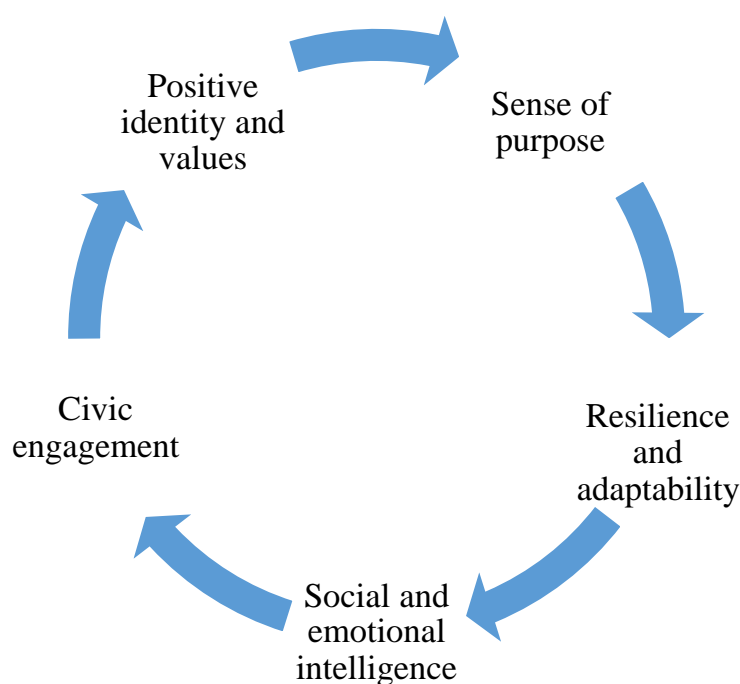 Positive
identity and
values
Sense of
purpose
Resilience
and
adaptability
Social and
emotional
intelligence
Civic
engagement